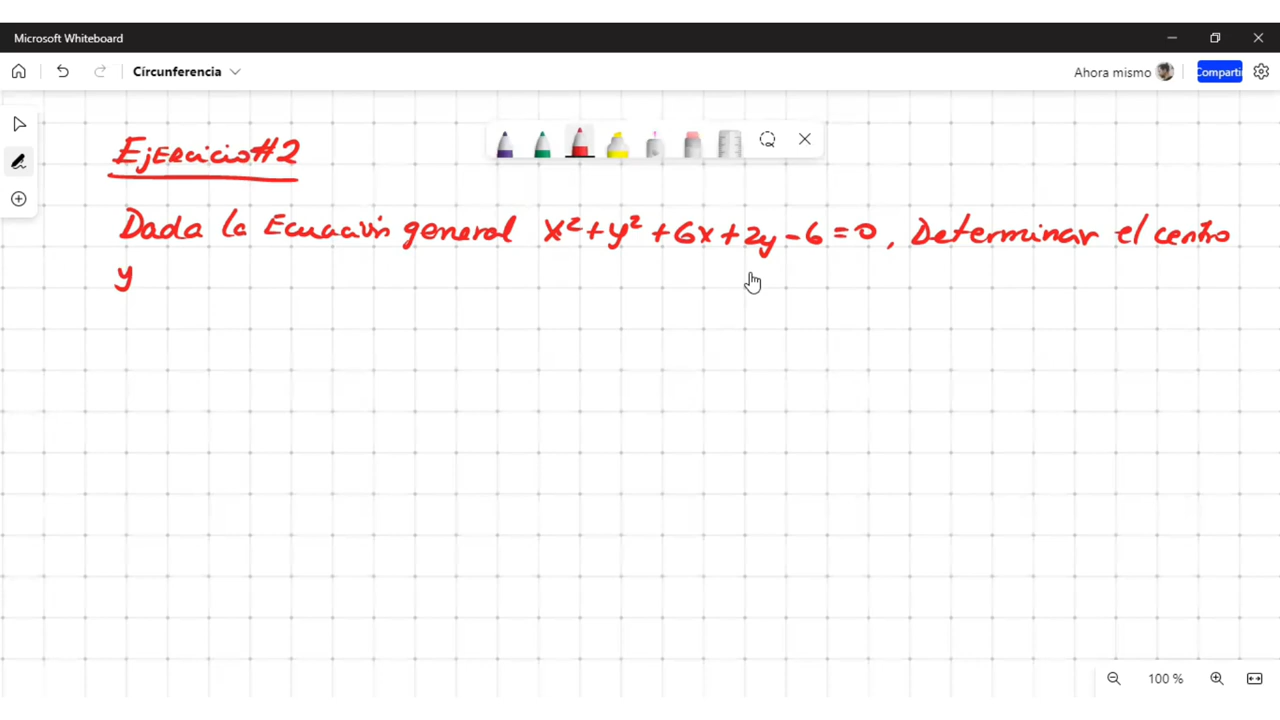 Microsoft Whiteboard
Círcunferencia
Ahora mismo
Comparti
Ejercicio #2
Dada la Ecuación general x²+y²+6x+2y-6=0, Determinar el centro
y
100 %